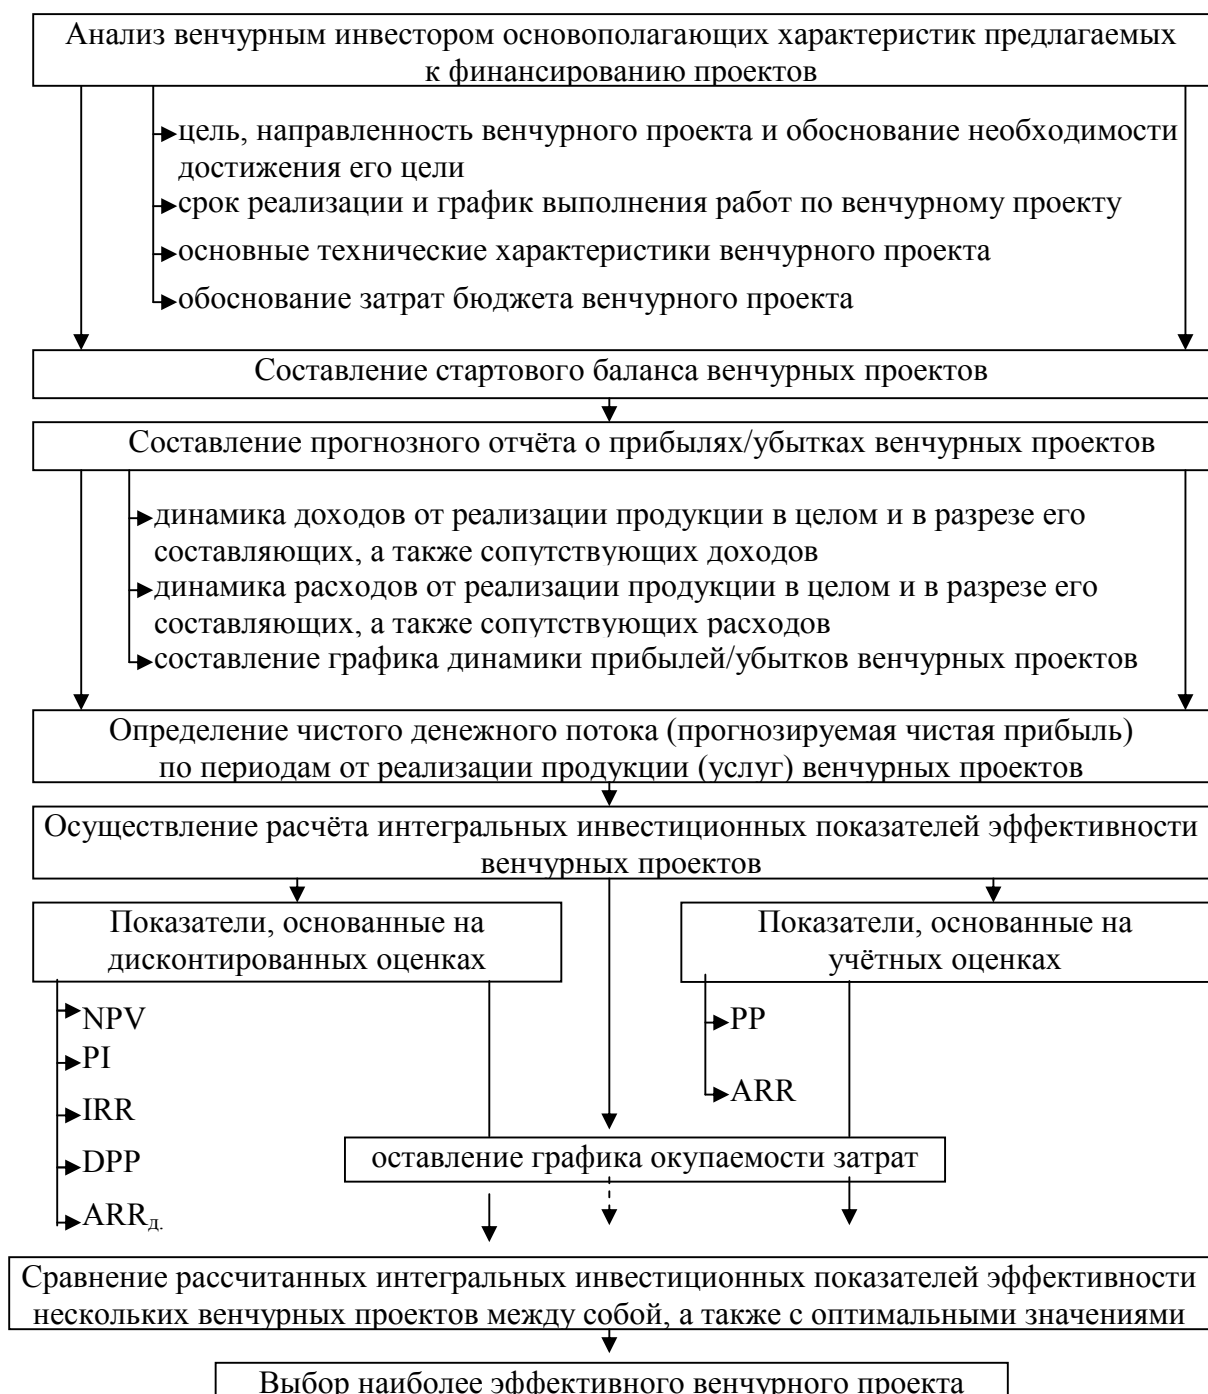 Анализ венчурным инвестором основополагающих характеристик предлагаемых
к финансированию проектов
цель, направленность венчурного проекта и обоснование необходимости
достижения его цели
срок реализации и график выполнения работ по венчурному проекту
основные технические характеристики венчурного проекта
обоснование затрат бюджета венчурного проекта
Составление стартового баланса венчурных проектов
Составление прогнозного отчёта о прибылях/убытках венчурных проектов
динамика доходов от реализации продукции в целом и в разрезе его
составляющих, а также сопутствующих доходов
динамика расходов от реализации продукции в целом и в разрезе его
составляющих, а также сопутствующих расходов
составление графика динамики прибылей/убытков венчурных проектов
Определение чистого денежного потока (прогнозируемая чистая прибыль)
по периодам от реализации продукции (услуг) венчурных проектов
Осуществление расчёта интегральных инвестиционных показателей эффективности
венчурных проектов
Показатели, основанные на
дисконтированных оценках
NPV
PI
IRR
DPP
ARRд.
Показатели, основанные на
учётных оценках
PP
ARR
оставление графика окупаемости затрат
Сравнение рассчитанных интегральных инвестиционных показателей эффективности
нескольких венчурных проектов между собой, а также с оптимальными значениями
Выбор наиболее эффективного венчурного проекта